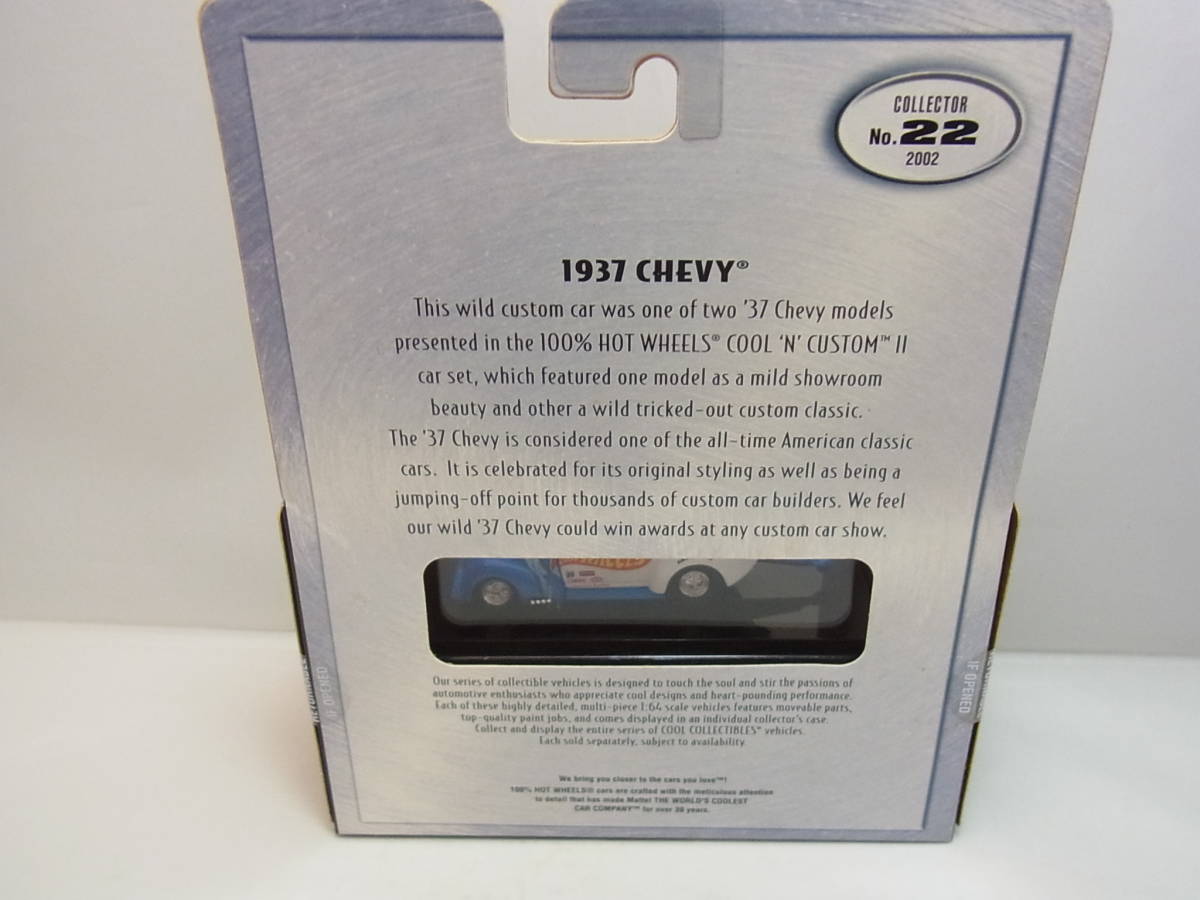 COLLECTOR
No. 22
2002
1937 CHEVY®
This wild custom car was one of two '37 Chevy models
presented in the 100% HOT WHEELS® COOL 'N' CUSTOM™ II
car set, which featured one model as a mild showroom
beauty and other a wild tricked-out custom classic.
The '37 Chevy is considered one of the all-time American classic
cars. It is celebrated for its original styling as well as being a
jumping-off point for thousands of custom car builders. We feel
our wild '37 Chevy could win awards at any custom car show.
WHEELS
IF OPENED
IF OPENED
Our series of collectible vehicles is designed to touch the soul and stir the passions of
automotive enthusiasts who appreciate cool designs and heart-pounding performance.
Each of these highly detailed, multi-piece 1:64 scale vehicles features moveable parts,
top-quality paint jobs, and comes displayed in an individual collector's case.
Collect and display the entire series of COOL COLLECTIBLES™ vehicles.
Each sold separately, subject to availability.
We bring you closer to the cars you love™!
100% HOT WHEELS® cars are crafted with the meticulous attention
to detail that has made Mattel THE WORLD'S COOLEST
CAR COMPANY™ for over 30 years.